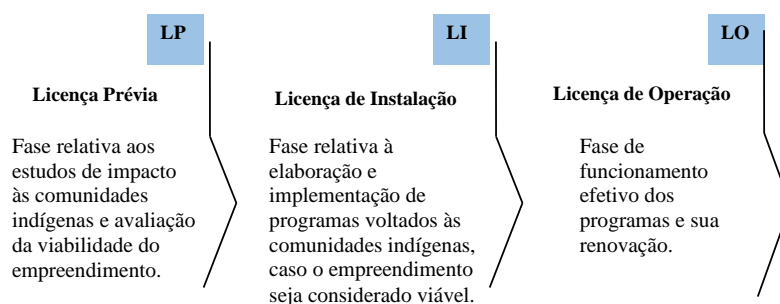 LP
Licença Prévia
Fase relativa aos
estudos de impacto
às comunidades
indígenas e avaliação
da viabilidade do
empreendimento.
LI
Licença de Instalação
Fase relativa à
elaboração e
implementação de
programas voltados às
comunidades indígenas,
caso o empreendimento
seja considerado viável.
LO
Licença de Operação
Fase de
funcionamento
efetivo dos
programas e sua
renovação.